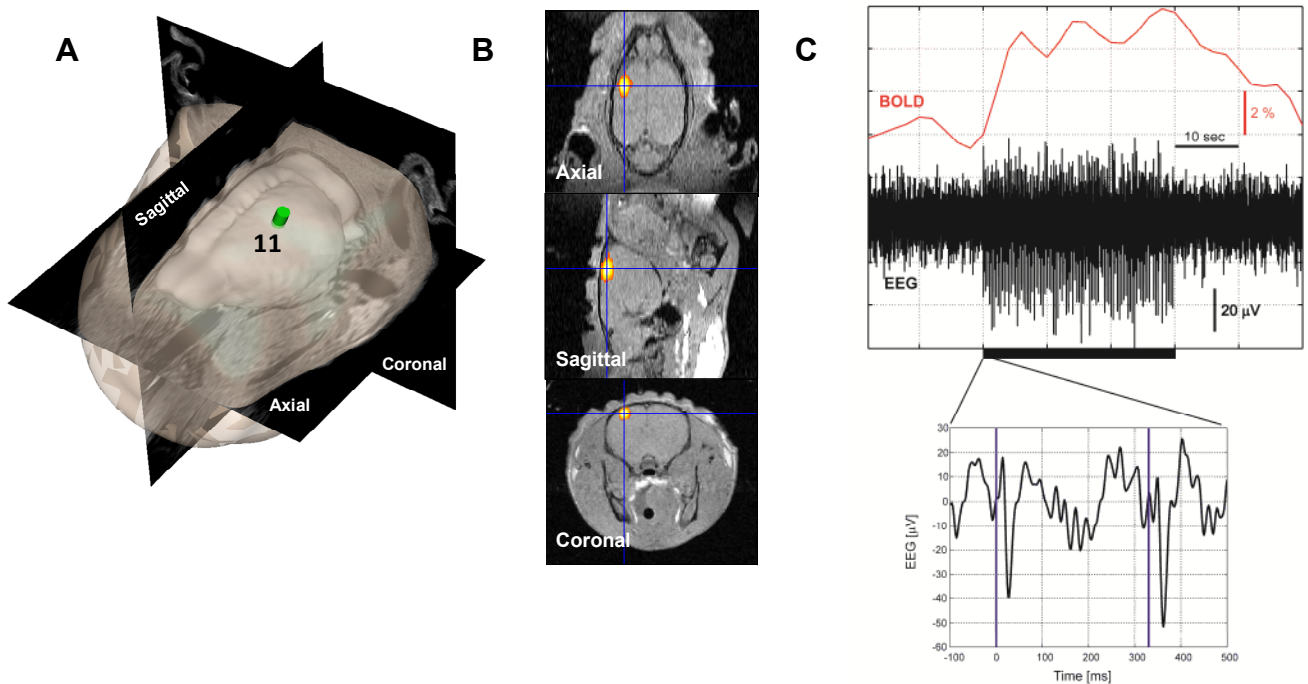 A
Sagittal
11
Coronal
Axial
B
Axial
Sagittal
Coronal
C
BOLD
2 %
10 sec
EEG
20 μV
30
20
10
0
-10
-20
-30
-40
-50
-60
EEG [μV]
-100 0 100 200 300 400 500
Time [ms]